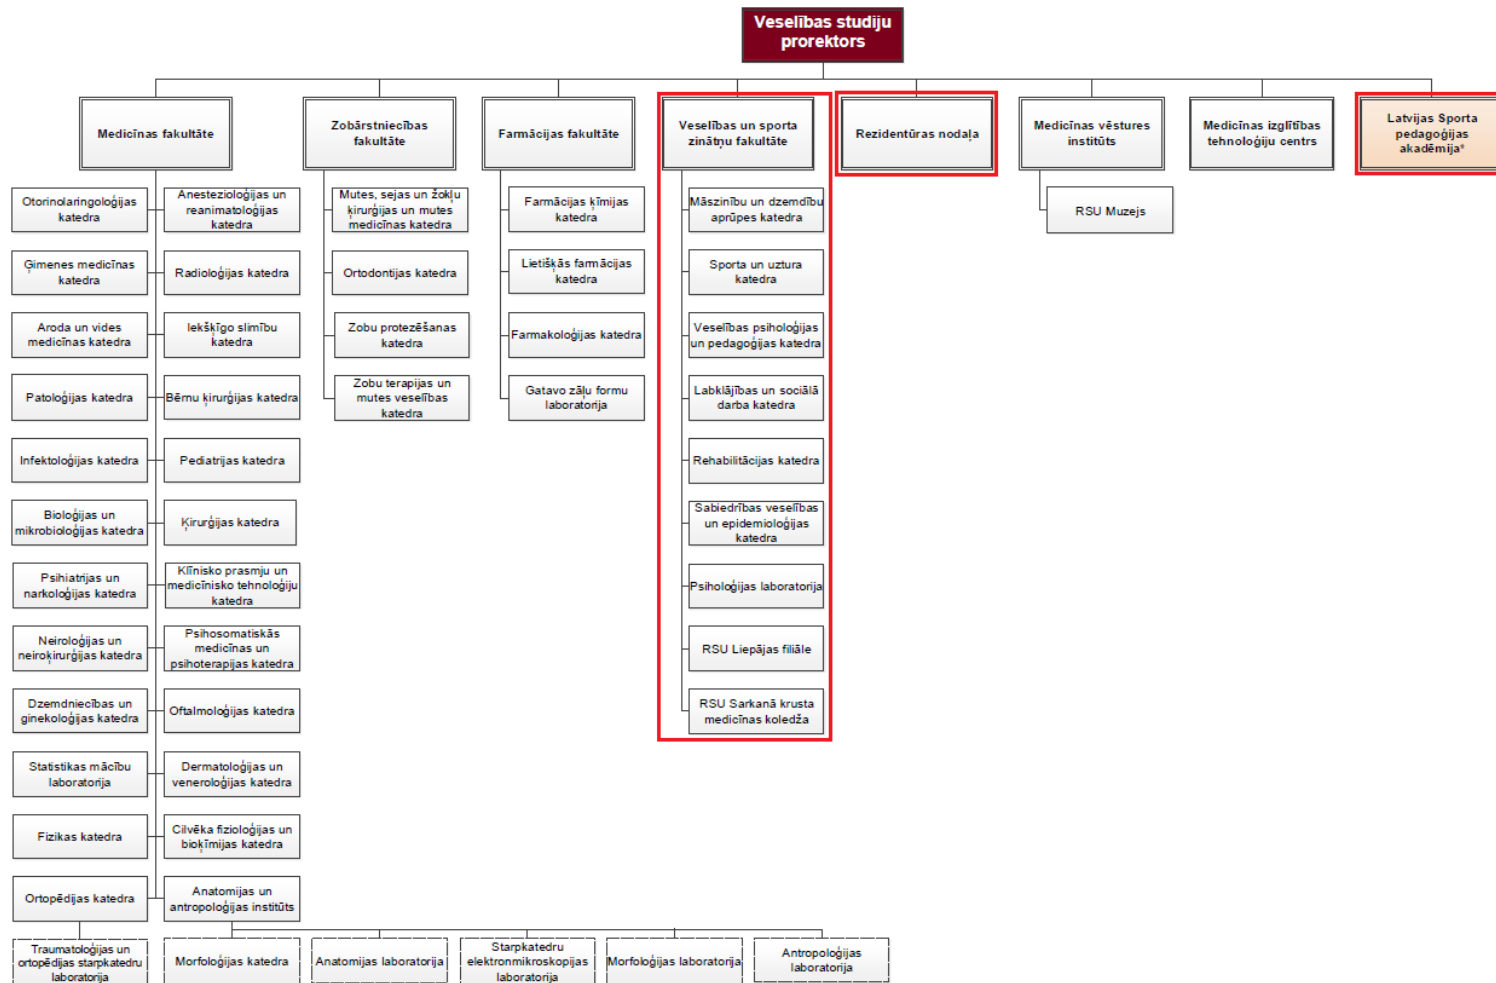 Veselības studiju
prorektors
Medicīnas fakultāte
Zobārstniecības
fakultāte
Farmācijas fakultāte
Veselības un sporta
zinātņu fakultāte
Rezidentūras nodaļa
Medicīnas vēstures
institūts
Medicīnas izglītības
tehnoloģiju centrs
Latvijas Sporta
pedagoģijas
akadēmija*
Otorinolaringoloģijas
katedra
Anestezioloģijas un
reanimatoloģijas
katedra
Ģimenes medicīnas
katedra
Radioloģijas katedra
Aroda un vides
medicīnas katedra
Iekšķīgo slimību
katedra
Patoloģijas katedra
Bērnu ķirurģijas katedra
Infektoloģijas katedra
Pediatrijas katedra
Bioloģijas un
mikrobioloģijas katedra
Ķirurģijas katedra
Psihiatrijas un
narkoloģijas katedra
Klīnisko prasmju un
medicīnisko tehnoloģiju
katedra
Neiroloģijas un
neiroķirurģijas katedra
Psihosomatiskās
medicīnas un
psihoterapijas katedra
Dzemdniecības un
ginekoloģijas katedra
Oftalmoloģijas katedra
Statistikas mācību
laboratorija
Dermatoloģijas un
veneroloģijas katedra
Fizikas katedra
Cilvēka fizioloģijas un
bioķīmijas katedra
Ortopēdijas katedra
Anatomijas un
antropoloģijas institūts
Traumatoloģijas un
ortopēdijas starpkatedru
laboratorija
Morfoloģijas katedra
Anatomijas laboratorija
Starpkatedru
elektronmikroskopijas
laboratorija
Morfoloģijas laboratorija
Antropoloģijas
laboratorija
Mutes, sejas un žokļu
ķirurģijas un mutes
medicīnas katedra
Ortodontijas katedra
Zobu protezēšanas
katedra
Zobu terapijas un
mutes veselības
katedra
Farmācijas ķīmijas
katedra
Lietišķās farmācijas
katedra
Farmakoloģijas katedra
Gatavo zāļu formu
laboratorija
Māszinību un dzemdību
aprūpes katedra
Sporta un uztura
katedra
Veselības psiholoģijas
un pedagoģijas katedra
Labklājības un sociālā
darba katedra
Rehabilitācijas katedra
Sabiedrības veselības
un epidemioloģijas
katedra
Psiholoģijas laboratorija
RSU Liepājas filiāle
RSU Sarkanā krusta
medicīnas koledža
RSU Muzejs